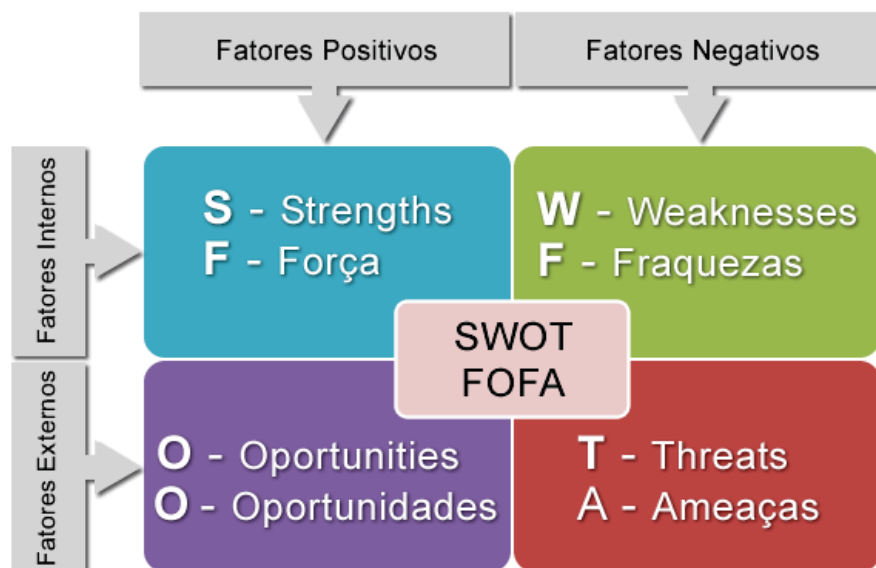 Fatores Positivos
Fatores Negativos
Fatores Internos
S - Strengths
F - Força
W - Weaknesses
F - Fraquezas
SWOT
FOFA
Fatores Externos
O - Oportunities
O - Oportunidades
T - Threats
A - Ameaças